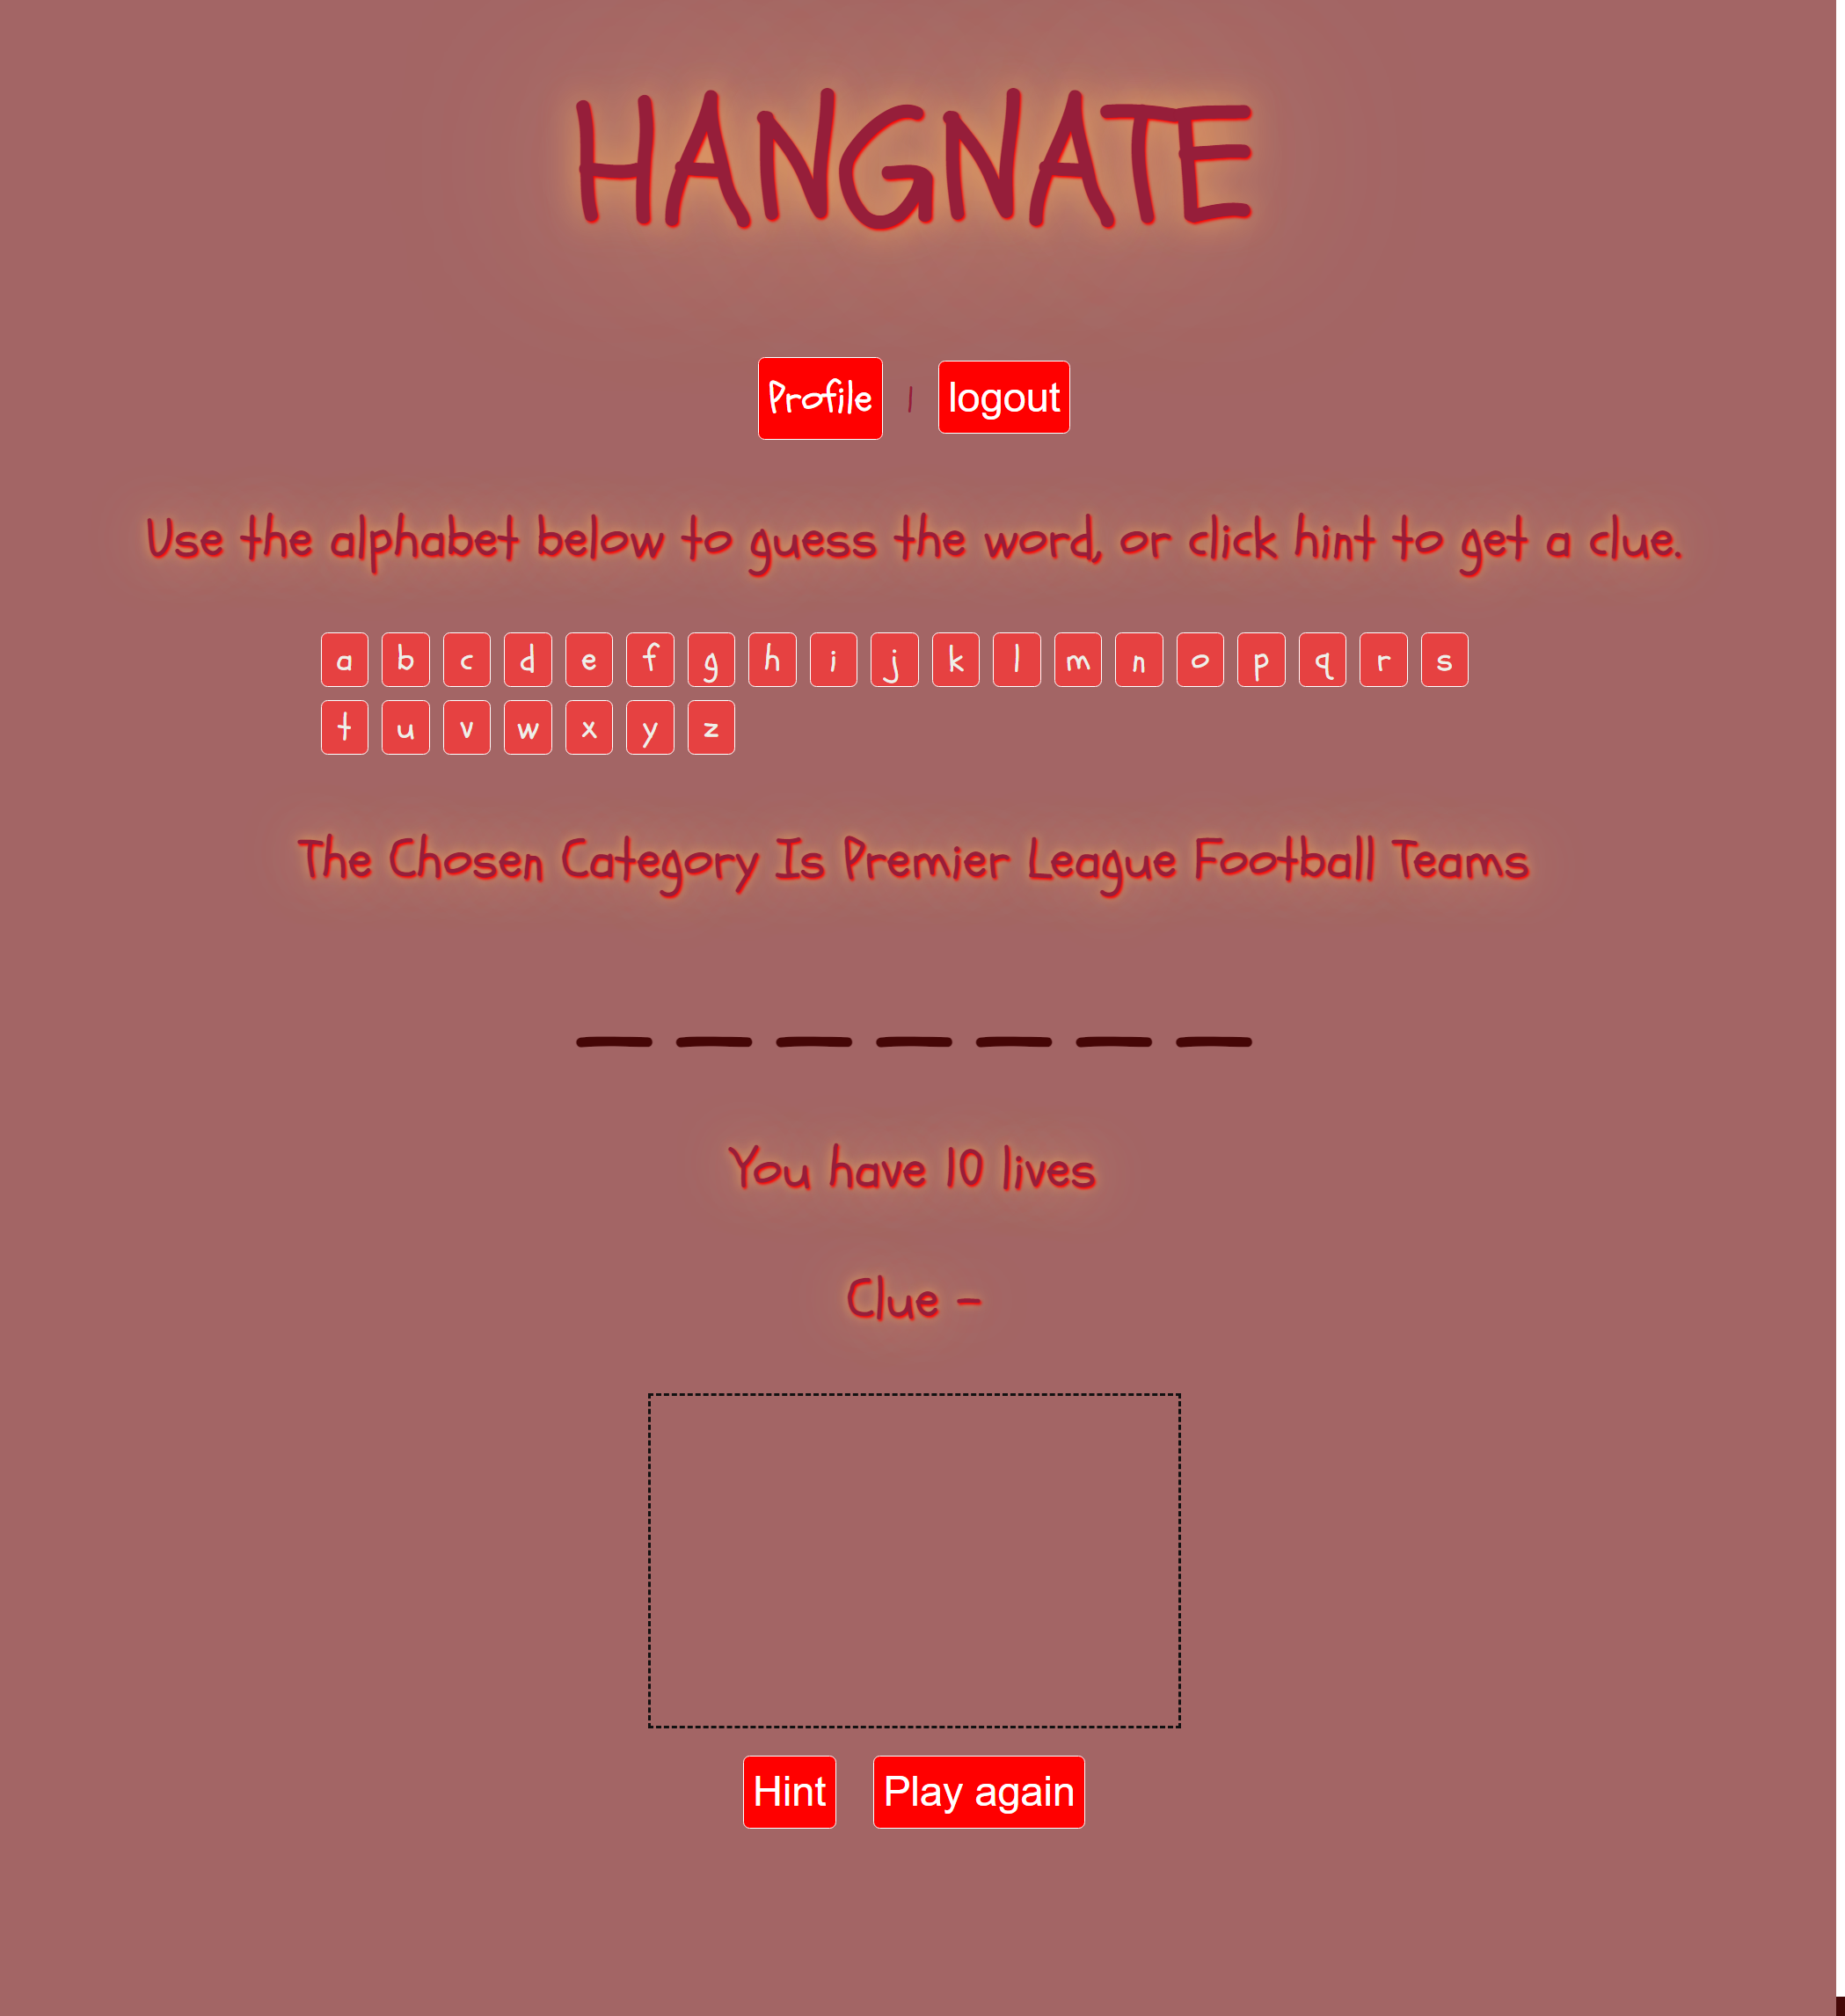 HANGNATE
Profile | logout
Use the alphabet below to guess the word, or click hint to get a clue.
a b c d e f g h i j k l m n o p q r s
t u v w x y z
The Chosen Category Is Premier League Football Teams
_ _ _ _ _ _ _
You have 10 lives
Clue -
Hint Play again